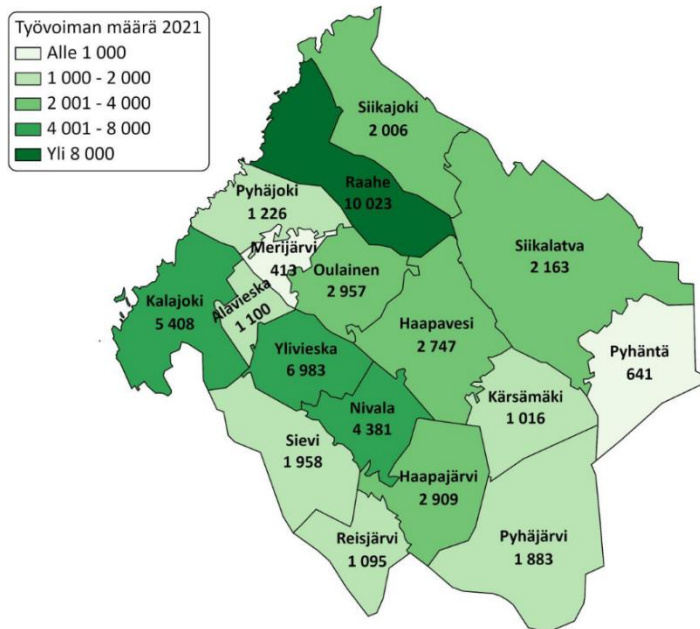 Työvoiman määrä 2021
Alle 1 000
1 000 - 2 000
2 001 - 4 000
4 001 - 8 000
Yli 8 000
Siikajoki
2 006
Raahe
10 023
Pyhäjoki
1 226
Merijärvi
413
Oulainen
2 957
Siikalatva
2 163
Kalajoki
5 408
Alavieska
1 100
Haapavesi
2 747
Pyhäntä
641
Ylivieska
6 983
Kärsämäki
1 016
Nivala
4 381
Sievi
1 958
Haapajärvi
2 909
Reisjärvi
1 095
Pyhäjärvi
1 883